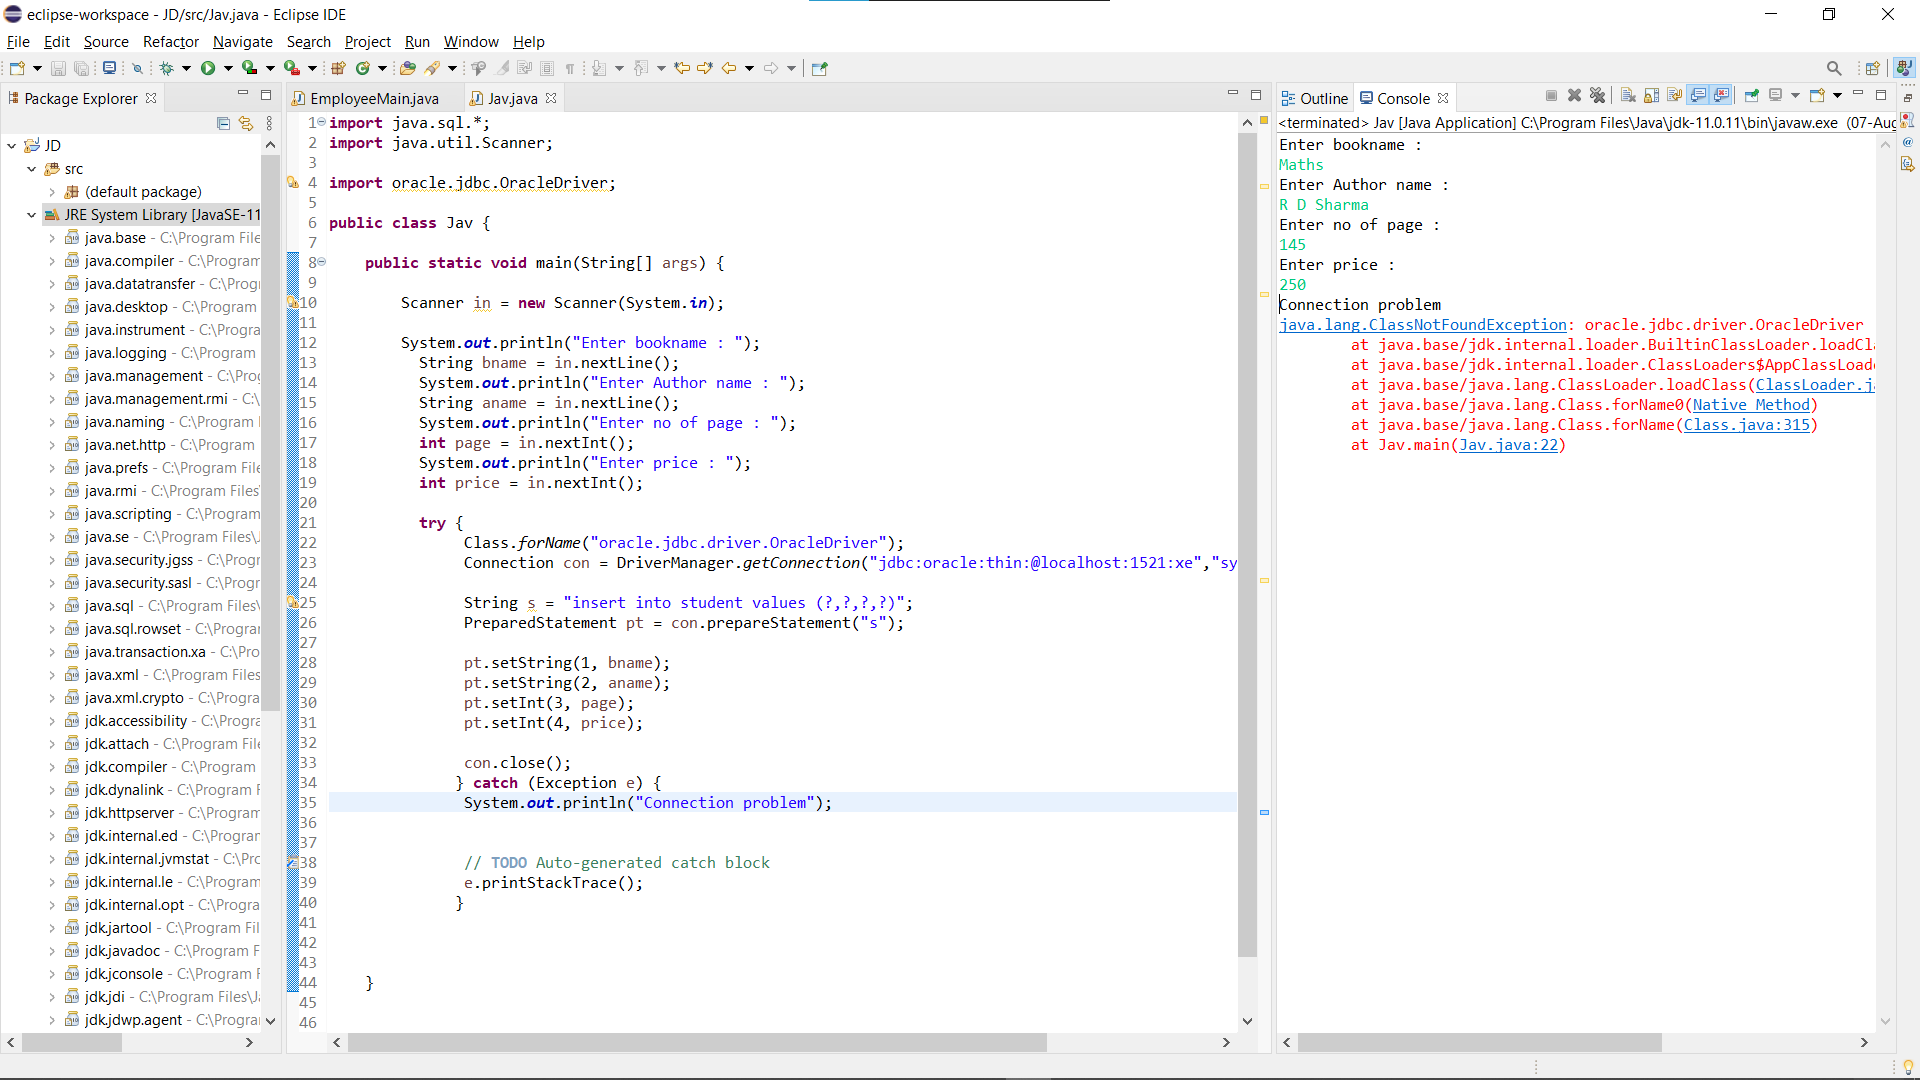 eclipse-workspace - JD/src/Jav.java - Eclipse IDE
File Edit Source Refactor Navigate Search Project Run Window Help
Package Explorer
JD
src
(default package)
JRE System Library [JavaSE-11
java.base - C:\Program File
java.compiler - C:\Program
java.datatransfer - C:\Progra
java.desktop - C:\Program
java.instrument - C:\Progra
java.logging - C:\Program
java.management - C:\Prog
java.management.rmi - C:\
java.naming - C:\Program
java.net.http - C:\Program
java.prefs - C:\Program File
java.rmi - C:\Program Files
java.scripting - C:\Program
java.se - C:\Program Files\
java.security.jgss - C:\Progra
java.security.sasl - C:\Progr
java.sql - C:\Program Files\
java.sql.rowset - C:\Progra
java.transaction.xa - C:\Pro
java.xml - C:\Program Files
java.xml.crypto - C:\Progra
jdk.accessibility - C:\Progra
jdk.attach - C:\Program File
jdk.compiler - C:\Program
jdk.dynalink - C:\Program F
jdk.httpserver - C:\Program
jdk.internal.ed - C:\Program
jdk.internal.jvmstat - C:\Pro
jdk.internal.le - C:\Program
jdk.internal.opt - C:\Progra
jdk.jartool - C:\Program Fil
jdk.javadoc - C:\Program F
jdk.jconsole - C:\Program F
jdk.jdi - C:\Program Files\Ja
jdk.jdwp.agent - C:\Progra
EmployeeMain.java Jav.java
1 import java.sql.*;
2 import java.util.Scanner;
3
4 import oracle.jdbc.OracleDriver;
5
6 public class Jav {
7
8 public static void main(String[] args) {
9
10 Scanner in = new Scanner(System.in);
11
12 System.out.println("Enter bookname : ");
13 String bname = in.nextLine();
14 System.out.println("Enter Author name : ");
15 String aname = in.nextLine();
16 System.out.println("Enter no of page : ");
17 int page = in.nextInt();
18 System.out.println("Enter price : ");
19 int price = in.nextInt();
20
21 try {
22 Class.forName("oracle.jdbc.driver.OracleDriver");
23 Connection con = DriverManager.getConnection("jdbc:oracle:thin:@localhost:1521:xe","sy
24
25 String s = "insert into student values (?,?,?,?)";
26 PreparedStatement pt = con.prepareStatement("s");
27
28 pt.setString(1, bname);
29 pt.setString(2, aname);
30 pt.setInt(3, page);
31 pt.setInt(4, price);
32
33 con.close();
34 } catch (Exception e) {
35 System.out.println("Connection problem");
36
37
38 // TODO Auto-generated catch block
39 e.printStackTrace();
40 }
41
42
43
44 }
45
46
Outline Console
<terminated> Jav [Java Application] C:\Program Files\Java\jdk-11.0.11\bin\javaw.exe (07-Aug
Enter bookname :
Maths
Enter Author name :
R D Sharma
Enter no of page :
145
Enter price :
250
Connection problem
java.lang.ClassNotFoundException: oracle.jdbc.driver.OracleDriver
at java.base/jdk.internal.loader.BuiltinClassLoader.loadCl
at java.base/jdk.internal.loader.ClassLoaders$AppClassLoad
at java.base/java.lang.ClassLoader.loadClass(ClassLoader.j
at java.base/java.lang.Class.forName0(Native Method)
at java.base/java.lang.Class.forName(Class.java:315)
at Jav.main(Jav.java:22)